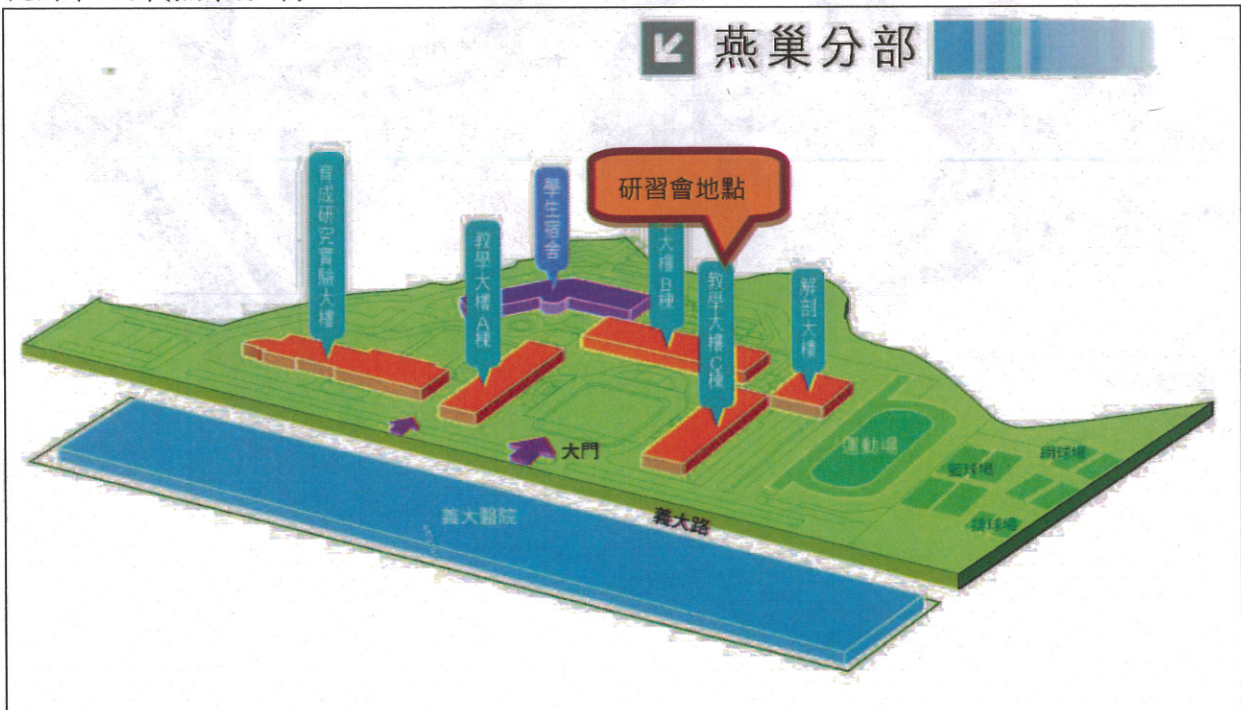 燕巢分部
育成研究實驗大樓
教學大樓A棟
學生宿舍
研習會地點
大樓B棟
教學大樓C棟
解剖大樓
運動場
籃球場
網球場
排球場
大門
義大醫院
義大路